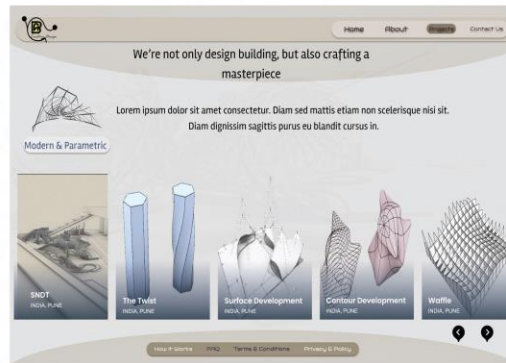 Home About Projects Contact Us
We're not only design building, but also crafting a
masterpiece
Lorem ipsum dolor sit amet consectetur. Diam sed mattis etiam non scelerisque nisi sit.
Diam dignissim sagittis purus eu blandit cursus in.
Modern & Parametric
SNDT
INDIA, PUNE
The Twist
INDIA, PUNE
Surface Development
INDIA, PUNE
Contour Development
INDIA, PUNE
Waffle
INDIA, PUNE
How It Works FAQ Terms & Conditions Privacy & Policy